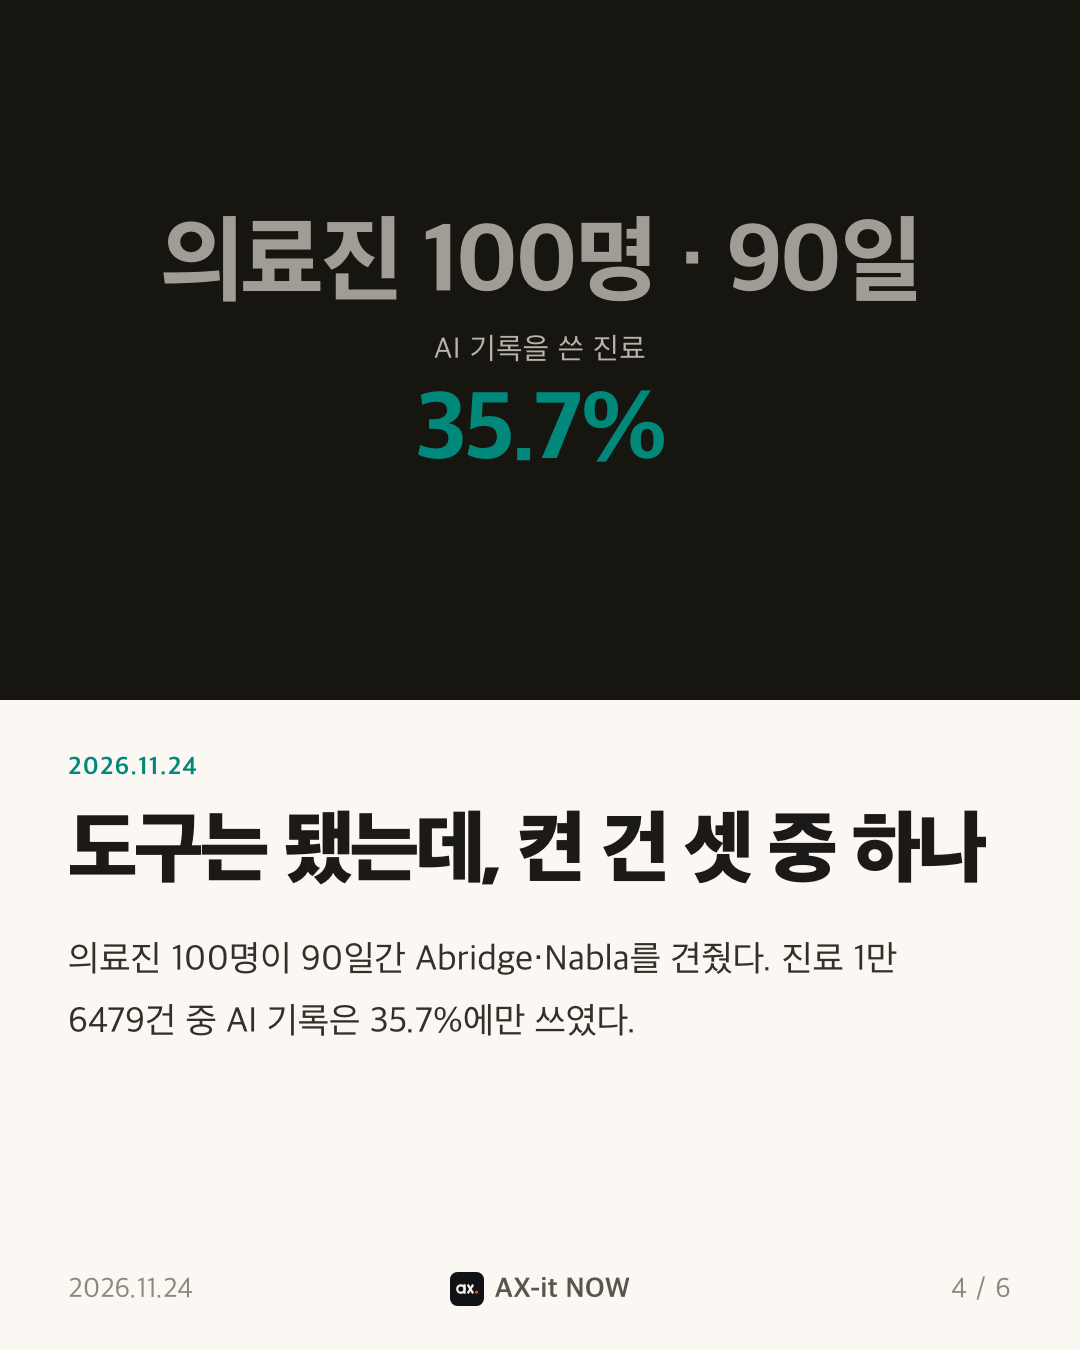 의료진 100명 · 90일
AI 기록을 쓴 진료
35.7%
2026.11.24
도구는 됐는데, 켠 건 셋 중 하나
의료진 100명이 90일간 Abridge·Nabla를 견줬다. 진료 1만
6479건 중 AI 기록은 35.7%에만 쓰였다.
2026.11.24
ax. AX-it NOW
4 / 6